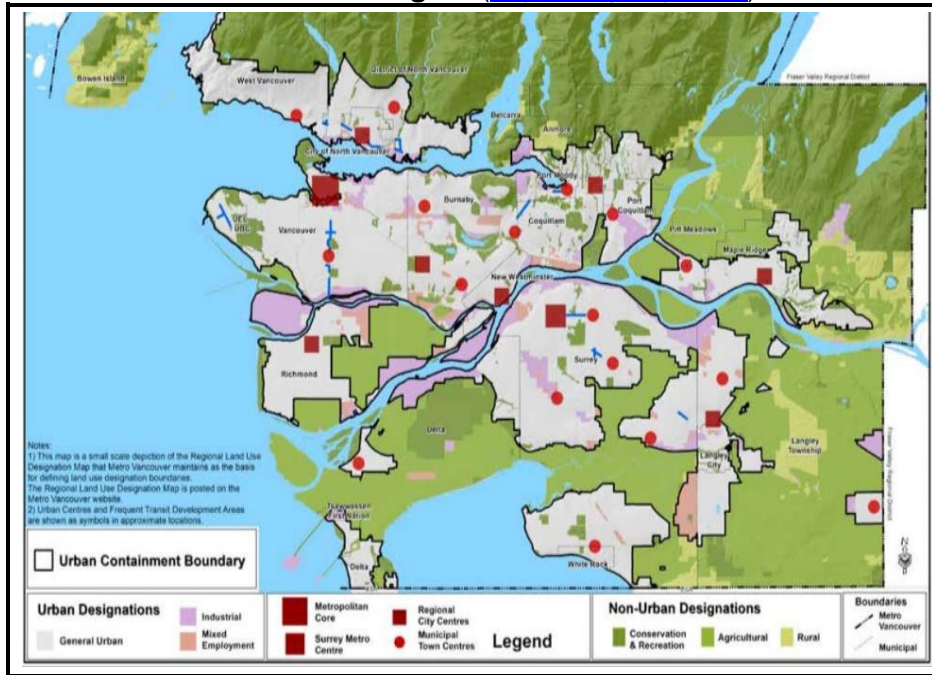 Bowen Island
West Vancouver
District of North Vancouver
Fraser Valley Regional District
Belcarra
Anmore
City of North Vancouver
Port Moody
Burnaby
Port
Coquitlam
Coquitlam
UEL
UBC
Vancouver
Pitt Meadows
Maple Ridge
New Westminster
Surrey
Richmond
Delta
Langley
Township
Langley
City
Fraser Valley Regional District
Notes:
1) This map is a small scale depiction of the Regional Land Use
Designation Map that Metro Vancouver maintains as the basis
for defining land use designation boundaries.
The Regional Land Use Designation Map is posted on the
Metro Vancouver website.
2) Urban Centres and Frequent Transit Development Areas
are shown as symbols in approximate locations.
Tsawwassen
First Nation
Delta
White Rock
Urban Containment Boundary
Urban Designations
General Urban
Industrial
Mixed
Employment
Metropolitan
Core
Surrey Metro
Centre
Regional
City Centres
Municipal
Town Centres
Legend
Non-Urban Designations
Conservation
& Recreation
Agricultural
Rural
Boundaries
Metro
Vancouver
Municipal